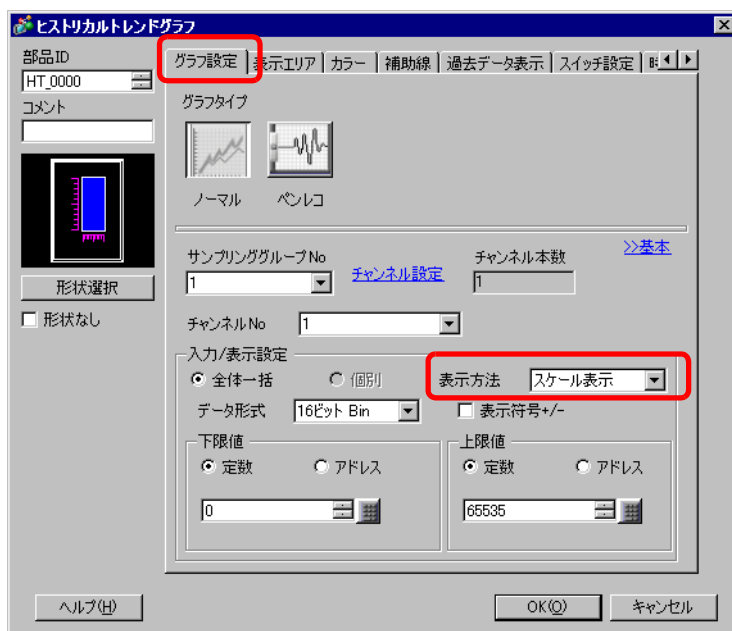 ヒストリカルトレンドグラフ
部品ID
HT_0000
コメント
形状選択
形状なし
グラフ設定 表示エリア カラー 補助線 過去データ表示 スイッチ設定
グラフタイプ
ノーマル ペンレコ
>>基本
サンプリンググループNo チャンネル本数
1 チャンネル設定 1
チャンネルNo 1
入力/表示設定
全体一括 個別 表示方法 スケール表示
データ形式 16ビット Bin 表示符号+/-
下限値 上限値
定数 アドレス 定数 アドレス
0 65535
ヘルプ(H) OK(O) キャンセル